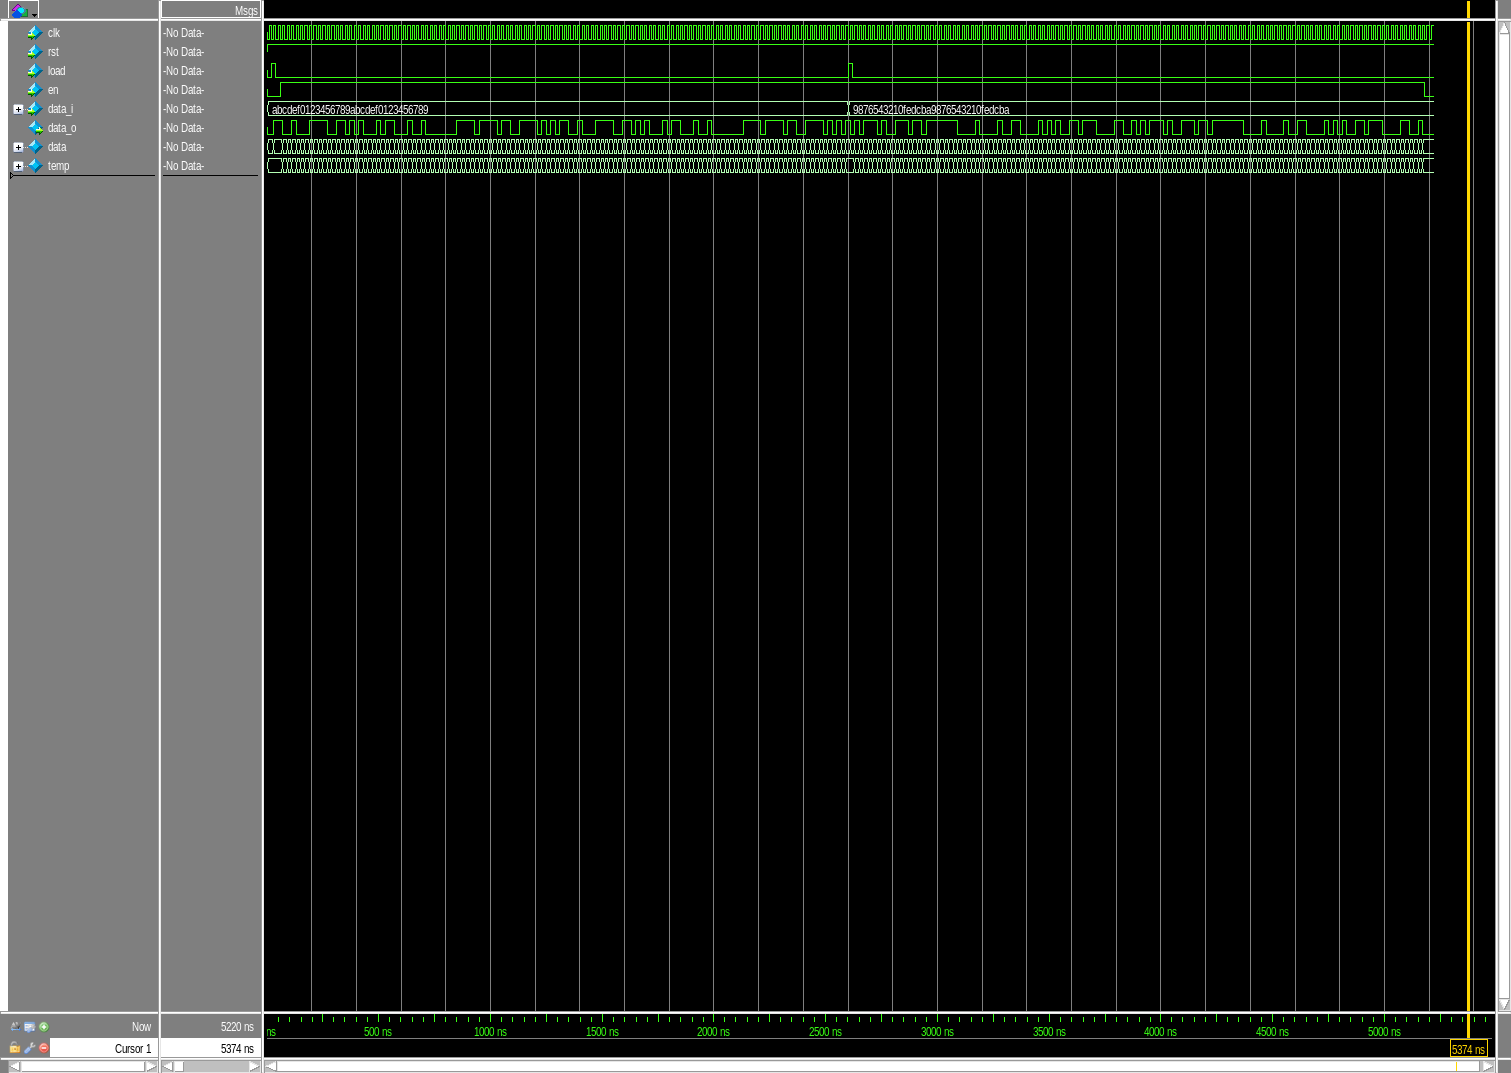 Msgs
clk -No Data-
rst -No Data-
load -No Data-
en -No Data-
data_i -No Data- abcdef0123456789abcdef0123456789 9876543210fedcba9876543210fedcba
data_o -No Data-
data -No Data-
temp -No Data-
Now 5220 ns ns 500 ns 1000 ns 1500 ns 2000 ns 2500 ns 3000 ns 3500 ns 4000 ns 4500 ns 5000 ns
Cursor 1 5374 ns 5374 ns